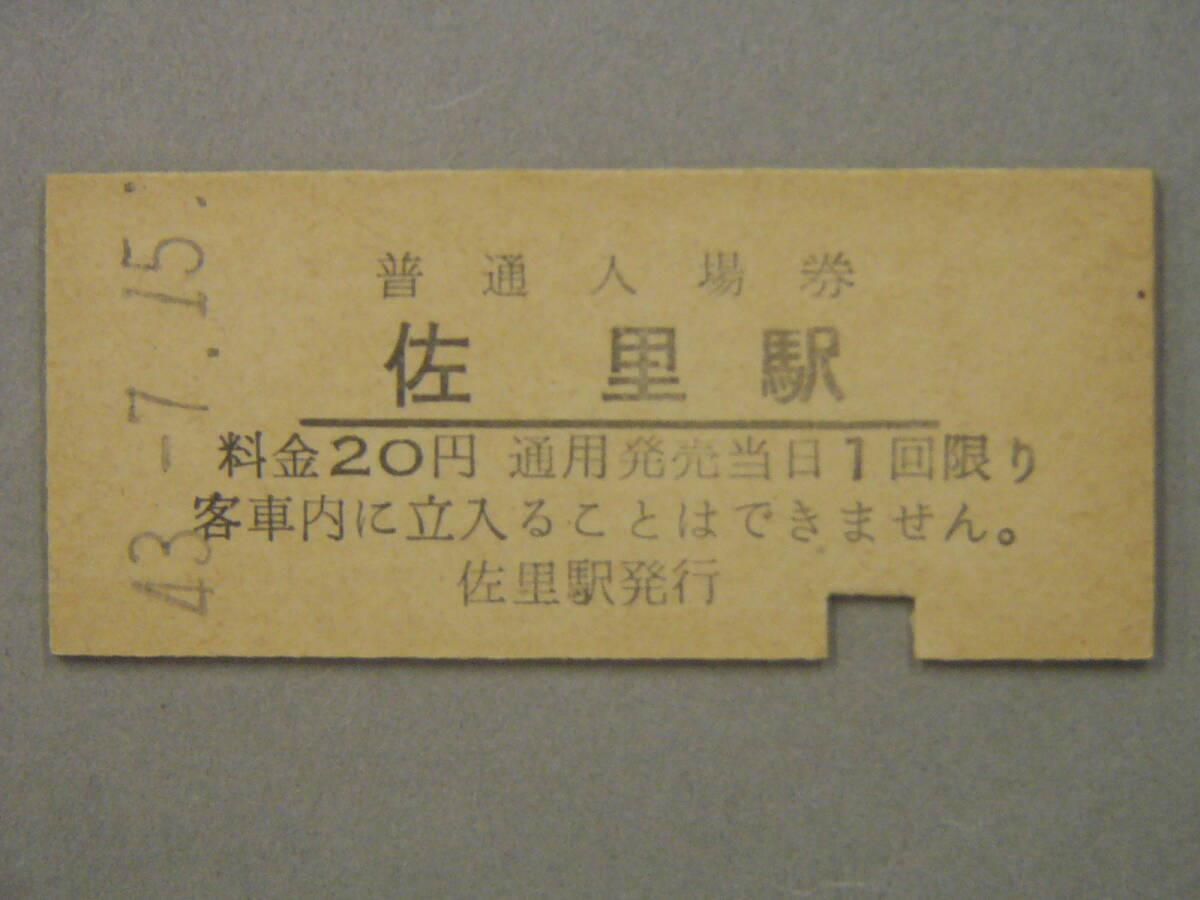 普通入場券
佐里駅
料金20円 通用発売当日1回限り
客車内に立入ることはできません。
佐里駅発行
43.-7.15.